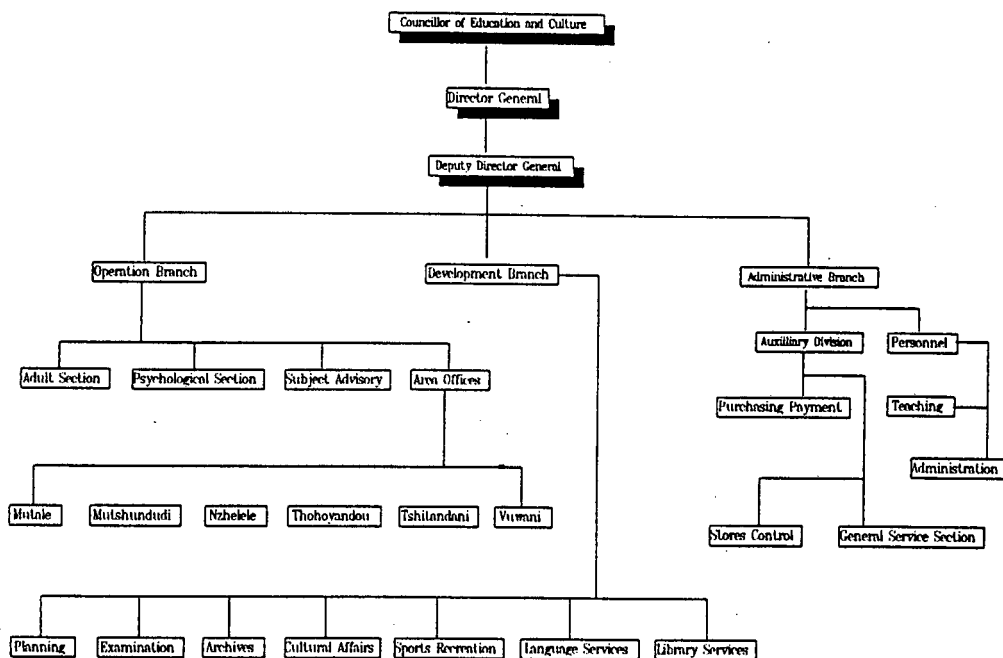 Councillor of Education and Culture
Director General
Deputy Director General
Operation Branch
Development Branch
Administrative Branch
Auxilliary Division
Personnel
Adult Section
Psychological Section
Subject Advisory
Area Offices
Purchasing Payment
Teaching
Administration
Mutale
Mutshundudi
Nzhelele
Thohoyandou
Tshitandani
Vuwani
Stores Control
General Service Section
Planning
Examination
Archives
Cultural Affairs
Sports Recreation
Language Services
Library Services